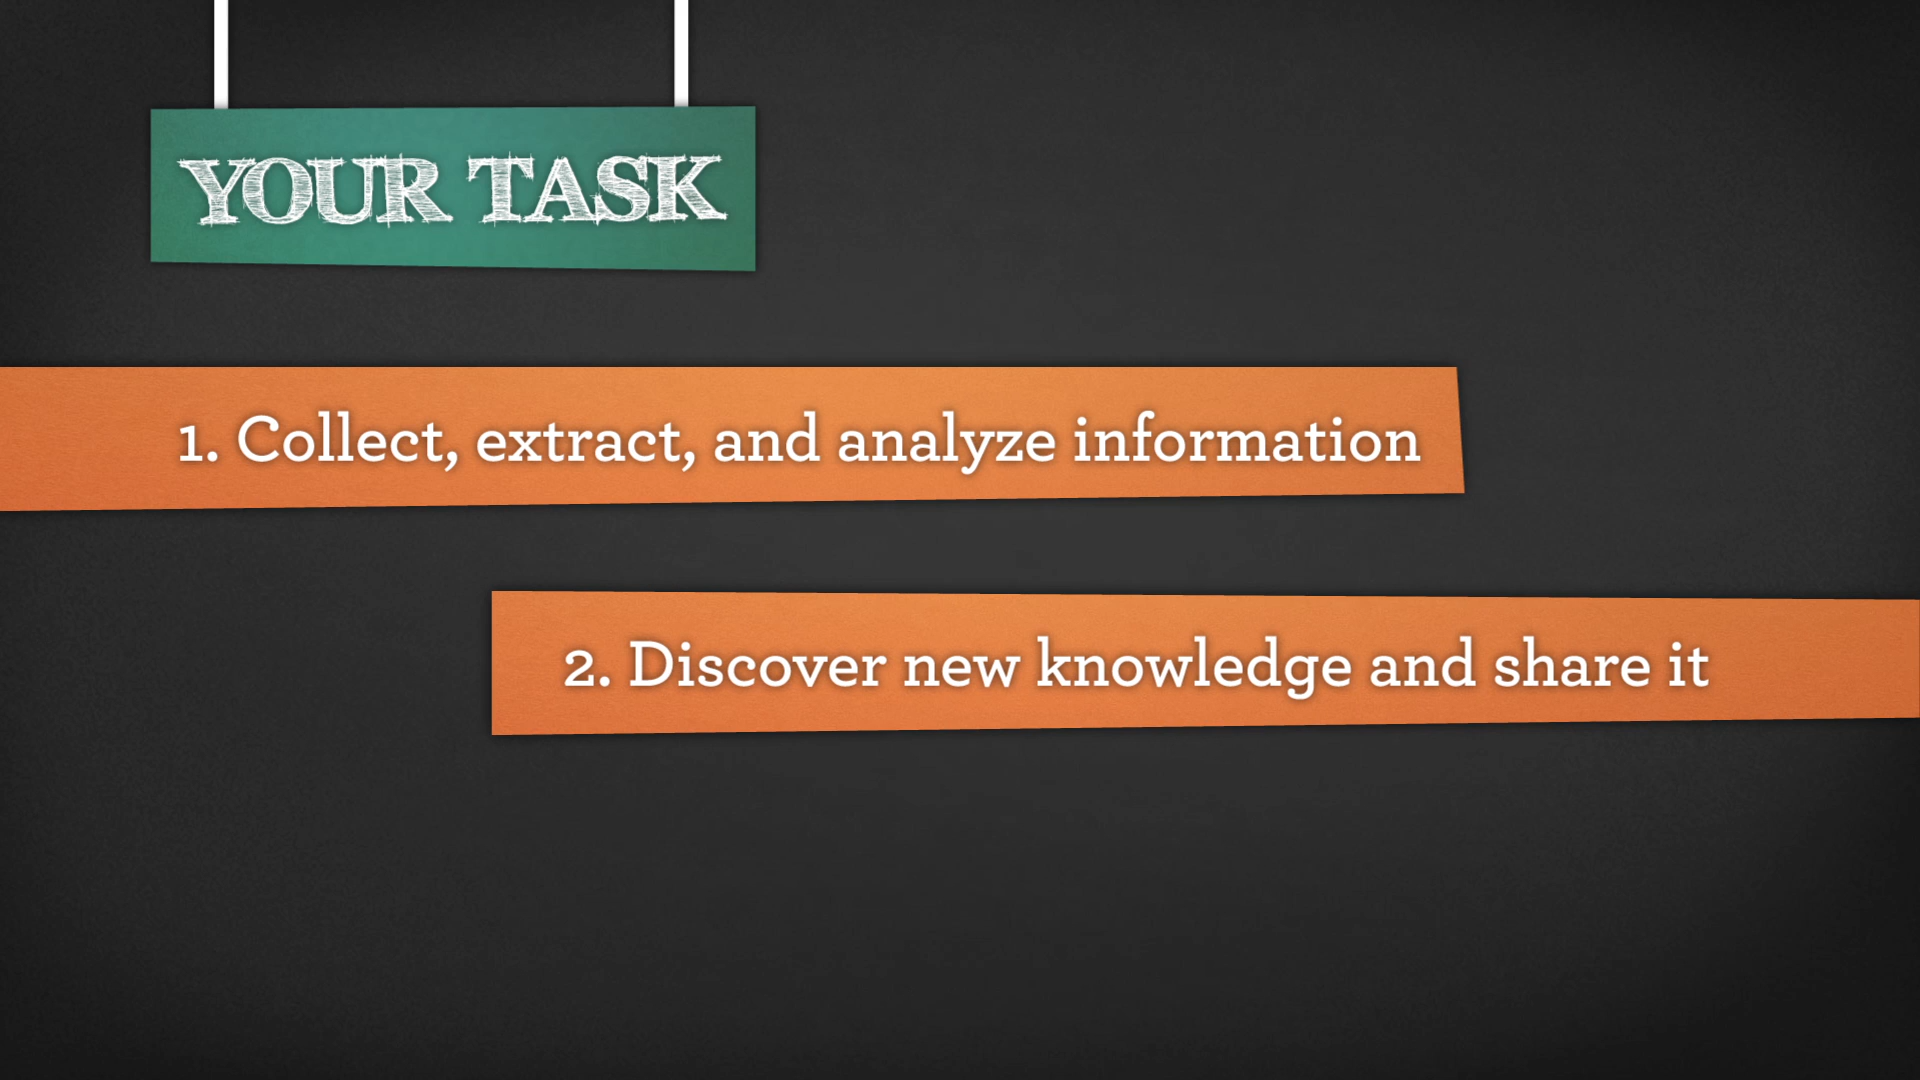 YOUR TASK
1. Collect, extract, and analyze information
2. Discover new knowledge and share it